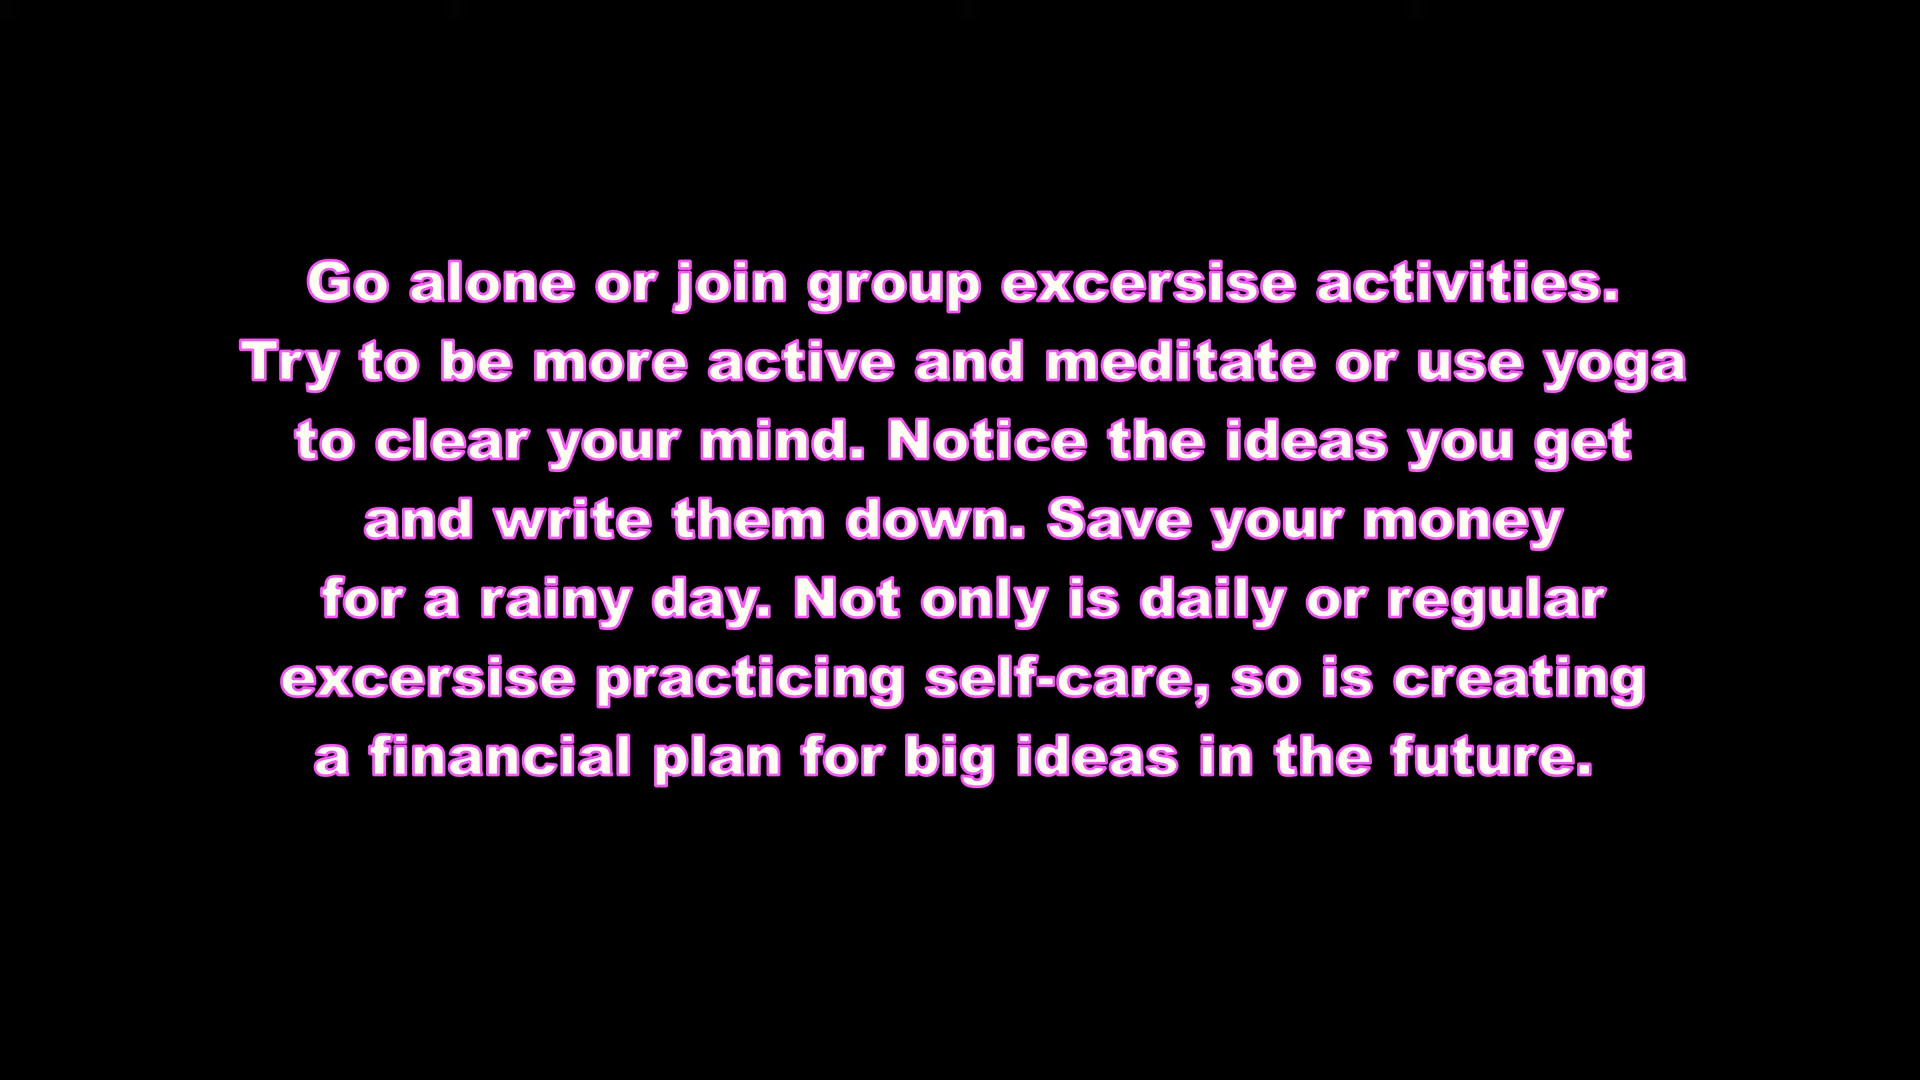 Go alone or join group excersise activities.
Try to be more active and meditate or use yoga
to clear your mind. Notice the ideas you get
and write them down. Save your money
for a rainy day. Not only is daily or regular
excersise practicing self-care, so is creating
a financial plan for big ideas in the future.